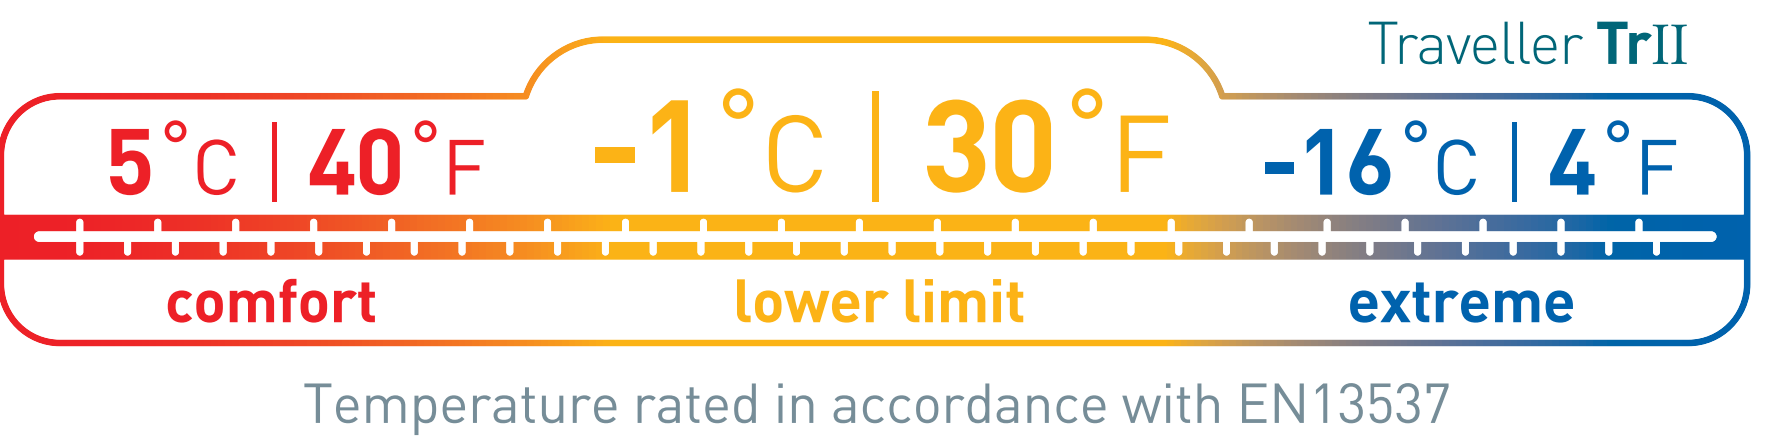 Traveller TrII
5°C | 40°F -1°C | 30°F -16°C | 4°F
comfort lower limit extreme
Temperature rated in accordance with EN13537